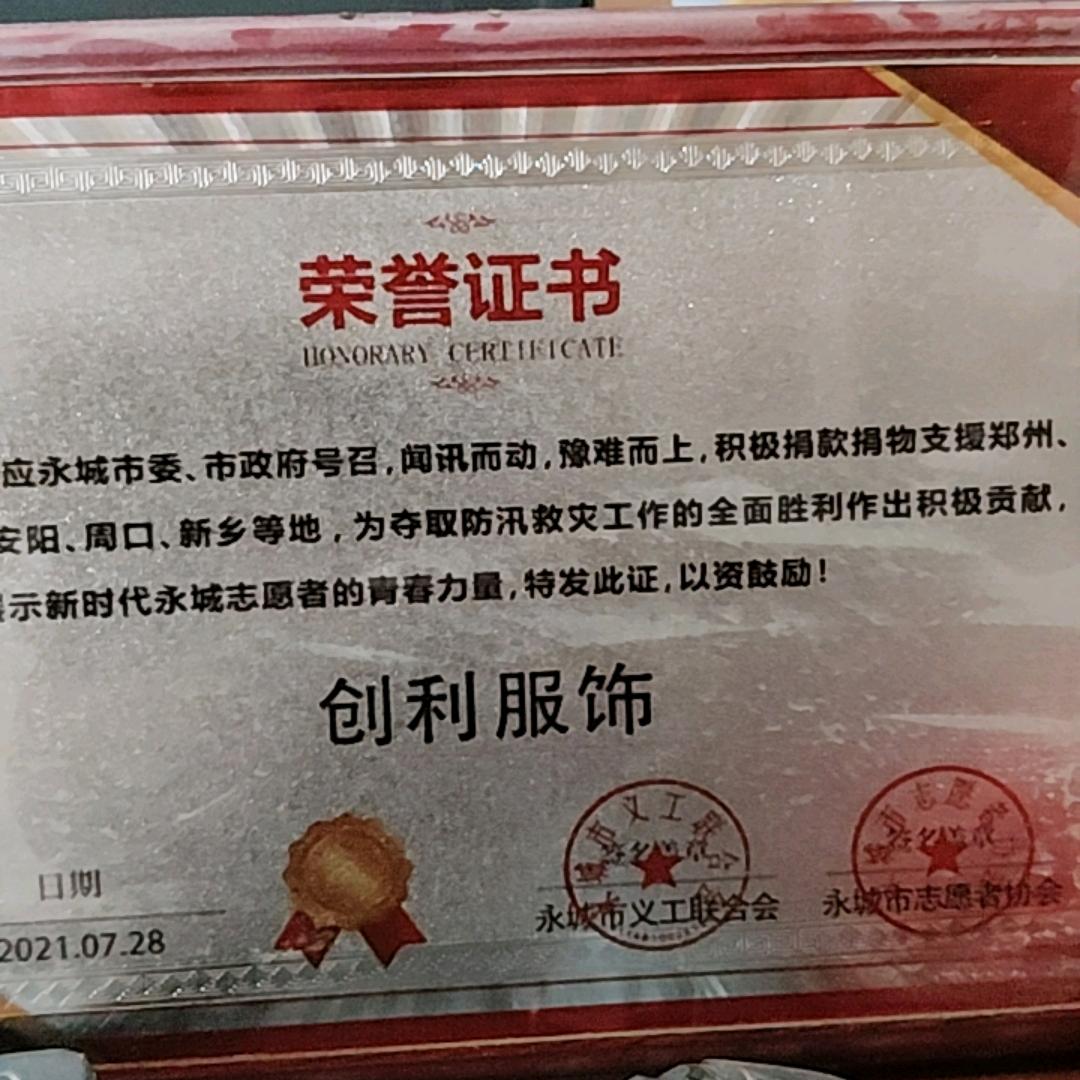 荣誉证书
HONORARY CERTIFICATE
应永城市委、市政府号召,闻讯而动,豫难而上,积极捐款捐物支援郑州、
安阳、周口、新乡等地,为夺取防汛救灾工作的全面胜利作出积极贡献,
展示新时代永城志愿者的青春力量,特发此证,以资鼓励!
创利服饰
日期
2021.07.28
永城市义工联合会
永城市志愿者协会